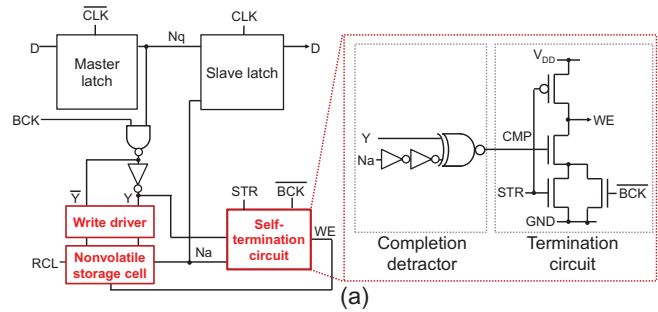 CLK
CLK
Nq
D
Master
latch
Slave latch
D
BCK
Y
Y
STR
BCK
Write driver
Self-
termination
circuit
WE
Na
RCL
Nonvolatile
storage cell
V_DD
WE
Y
CMP
Na
STR
BCK
GND
Completion
detractor
Termination
circuit
(a)